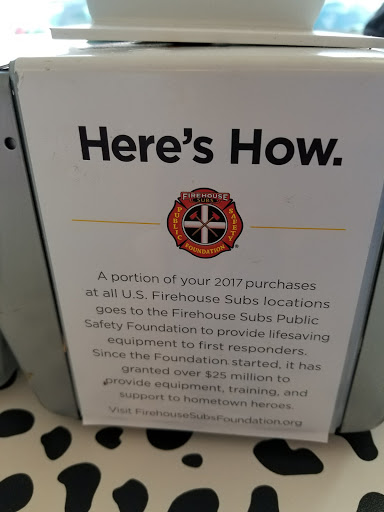 Here's How.
FIREHOUSE
SUBS
PUBLIC
SAFETY
FOUNDATION
A portion of your 2017 purchases
at all U.S. Firehouse Subs locations
goes to the Firehouse Subs Public
Safety Foundation to provide lifesaving
equipment to first responders.
Since the Foundation started, it has
granted over $25 million to
provide equipment, training, and
support to hometown heroes.
Visit FirehouseSubsFoundation.org